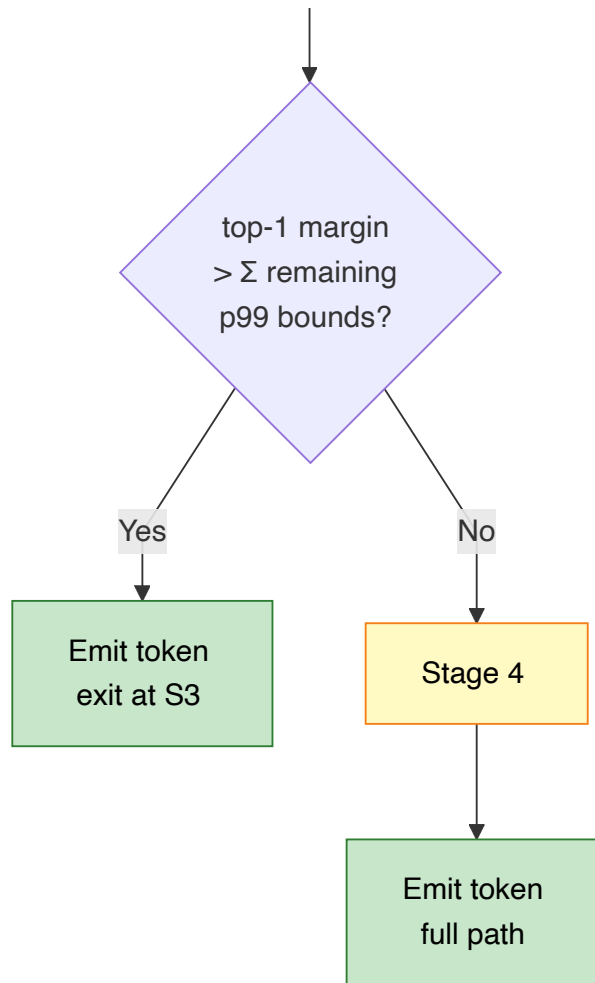 top-1 margin
> Σ remaining
p99 bounds?
Yes
No
Emit token
exit at S3
Stage 4
Emit token
full path